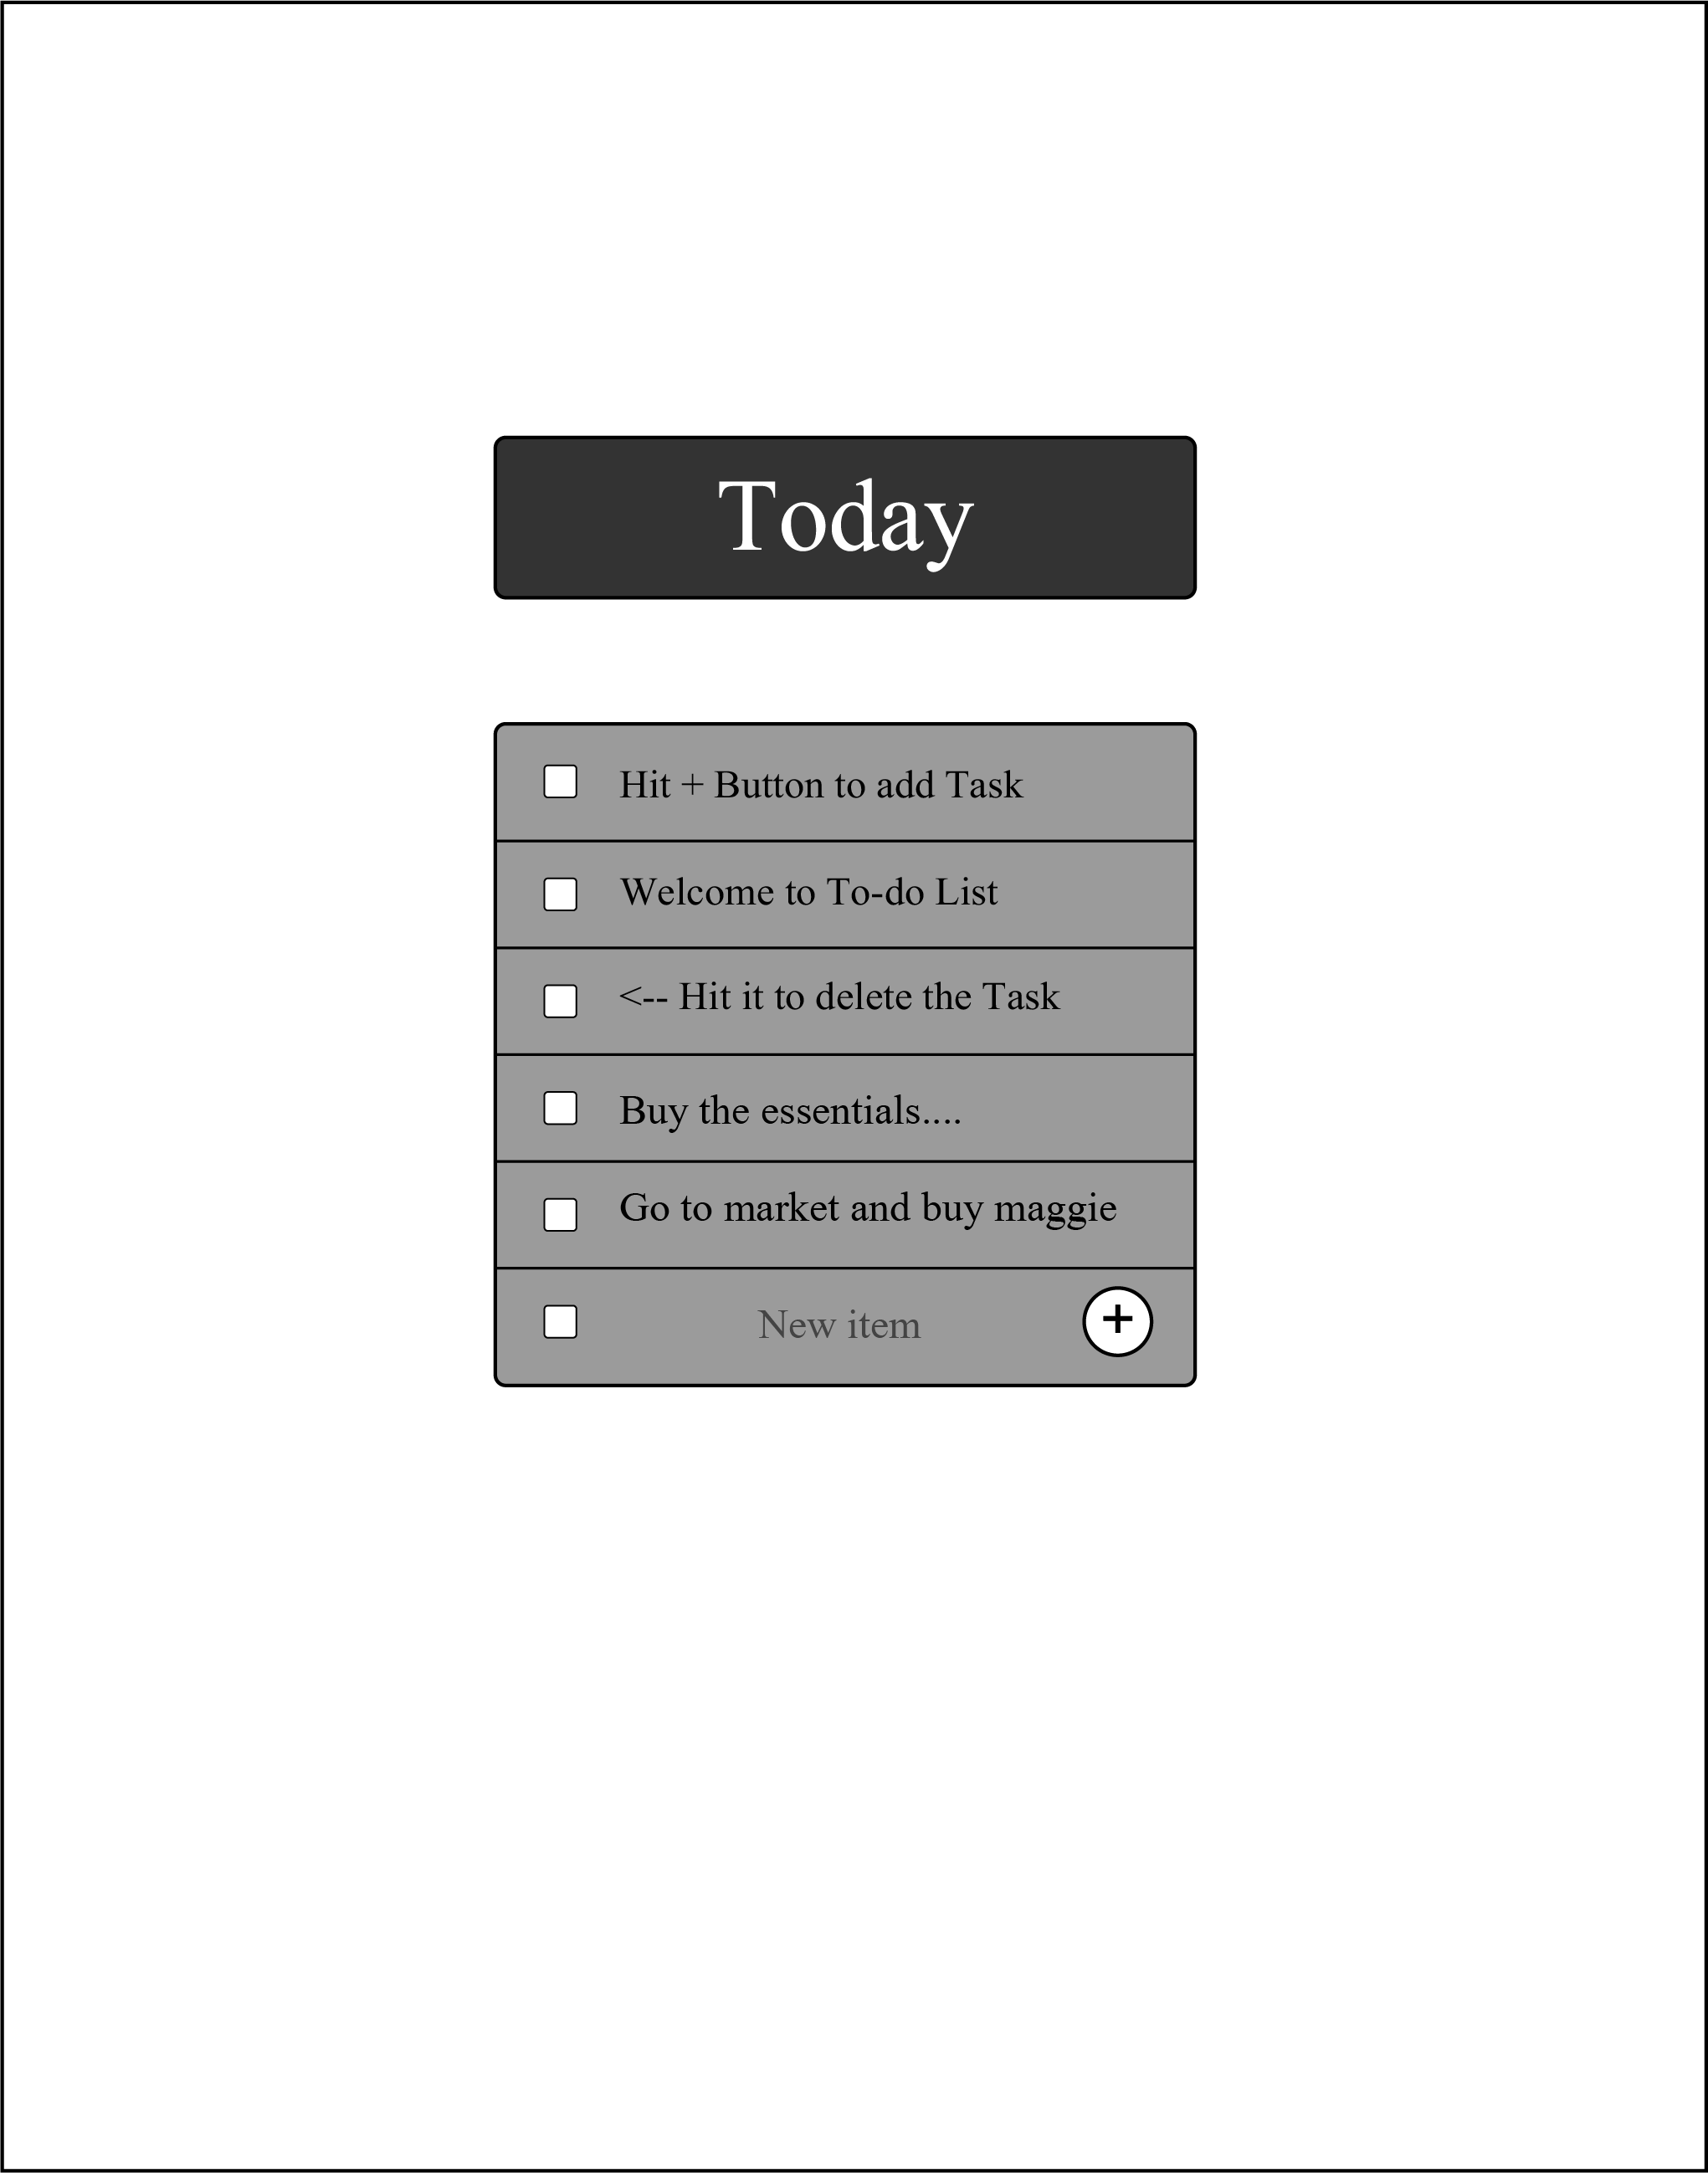 Today
Hit + Button to add Task
Welcome to To-do List
<-- Hit it to delete the Task
Buy the essentials....
Go to market and buy maggie
New item +